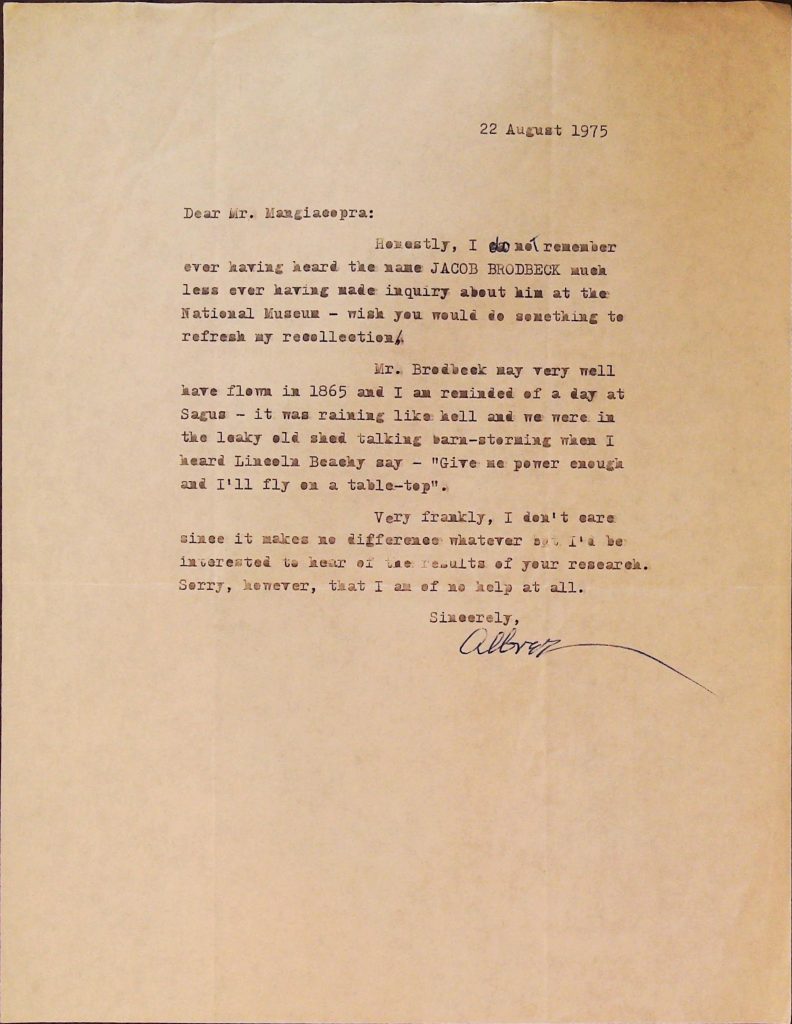 22 August 1975
Dear Mr. Mangiacopra:
Honestly, I do not remember
ever having heard the name JACOB BRODBECK much
less ever having made inquiry about him at the
National Museum - wish you would do something to
refresh my recollection.
Mr. Brodbeck may very well
have flown in 1865 and I am reminded of a day at
Sagus - it was raining like hell and we were in
the leaky old shed talking barn-storming when I
heard Lincoln Beachy say - "Give me power enough
and I'll fly on a table-top".
Very frankly, I don't care
since it makes no difference whatever but I'd be
interested to hear of the results of your research.
Sorry, however, that I am of no help at all.
Sincerely,